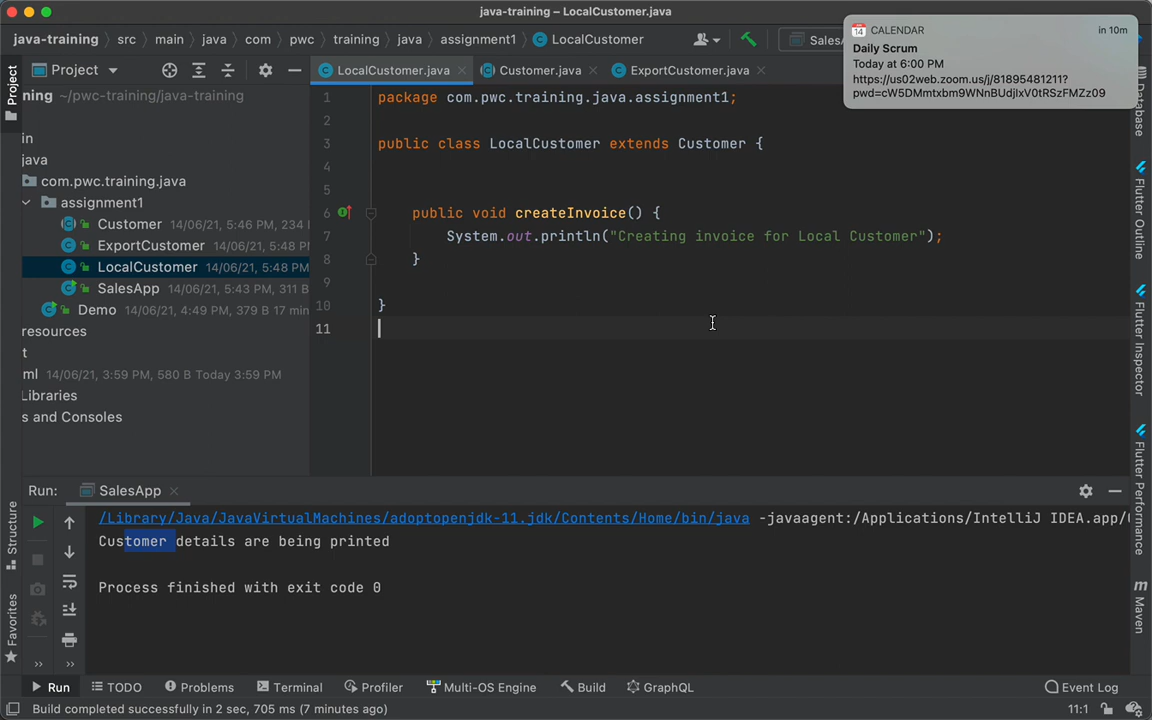 java-training – LocalCustomer.java
java-training
src
main
java
com
pwc
training
java
assignment1
LocalCustomer
Sales
CALENDAR
in 10m
Daily Scrum
Today at 6:00 PM
https://us02web.zoom.us/j/81895481211?
pwd=cW5DMmtxbm9WNnBUdjlxV0tRSzFMZz09
14
Project
Project
LocalCustomer.java
Customer.java
ExportCustomer.java
ning ~/pwc-training/java-training
in
java
com.pwc.training.java
assignment1
Customer 14/06/21, 5:46 PM, 234
ExportCustomer 14/06/21, 5:48 P
LocalCustomer 14/06/21, 5:48 PM
SalesApp 14/06/21, 5:43 PM, 311 B
Demo 14/06/21, 4:49 PM, 379 B 17 min
resources
t
ml 14/06/21, 3:59 PM, 580 B Today 3:59 PM
Libraries
s and Consoles
1 package com.pwc.training.java.assignment1;
2
3 public class LocalCustomer extends Customer {
4
5
6 public void createInvoice() {
7 System.out.println("Creating invoice for Local Customer");
8 }
9
10 }
11
Database
Flutter Outline
Flutter Inspector
Flutter Performance
m Maven
Structure
Favorites
Run:
SalesApp
/Library/Java/JavaVirtualMachines/adoptopenjdk-11.jdk/Contents/Home/bin/java -javaagent:/Applications/IntelliJ IDEA.app/
Customer details are being printed
Process finished with exit code 0
Run
TODO
Problems
Terminal
Profiler
Multi-OS Engine
Build
GraphQL
Event Log
Build completed successfully in 2 sec, 705 ms (7 minutes ago)
11:1